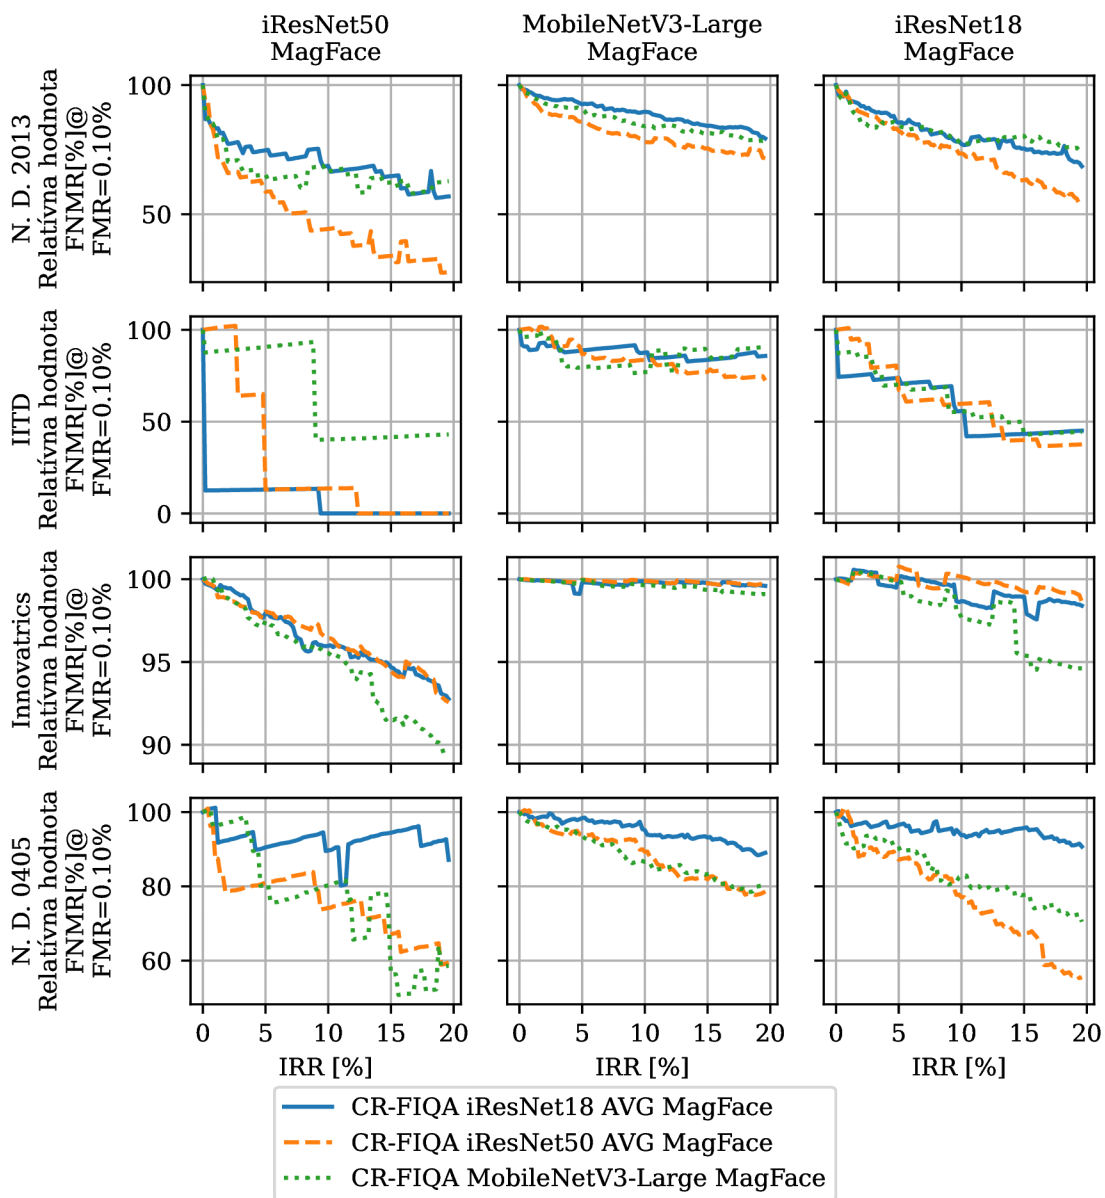 iResNet50
MagFace
MobileNetV3-Large
MagFace
iResNet18
MagFace
N. D. 2013
Relatívna hodnota
FNMR[%]@
FMR=0.10%
100
50
IITD
Relatívna hodnota
FNMR[%]@
FMR=0.10%
100
50
0
Innovatrics
Relatívna hodnota
FNMR[%]@
FMR=0.10%
100
95
90
N. D. 0405
Relatívna hodnota
FNMR[%]@
FMR=0.10%
100
80
60
0 5 10 15 20
0 5 10 15 20
0 5 10 15 20
IRR [%]
IRR [%]
IRR [%]
CR-FIQA iResNet18 AVG MagFace
CR-FIQA iResNet50 AVG MagFace
CR-FIQA MobileNetV3-Large MagFace